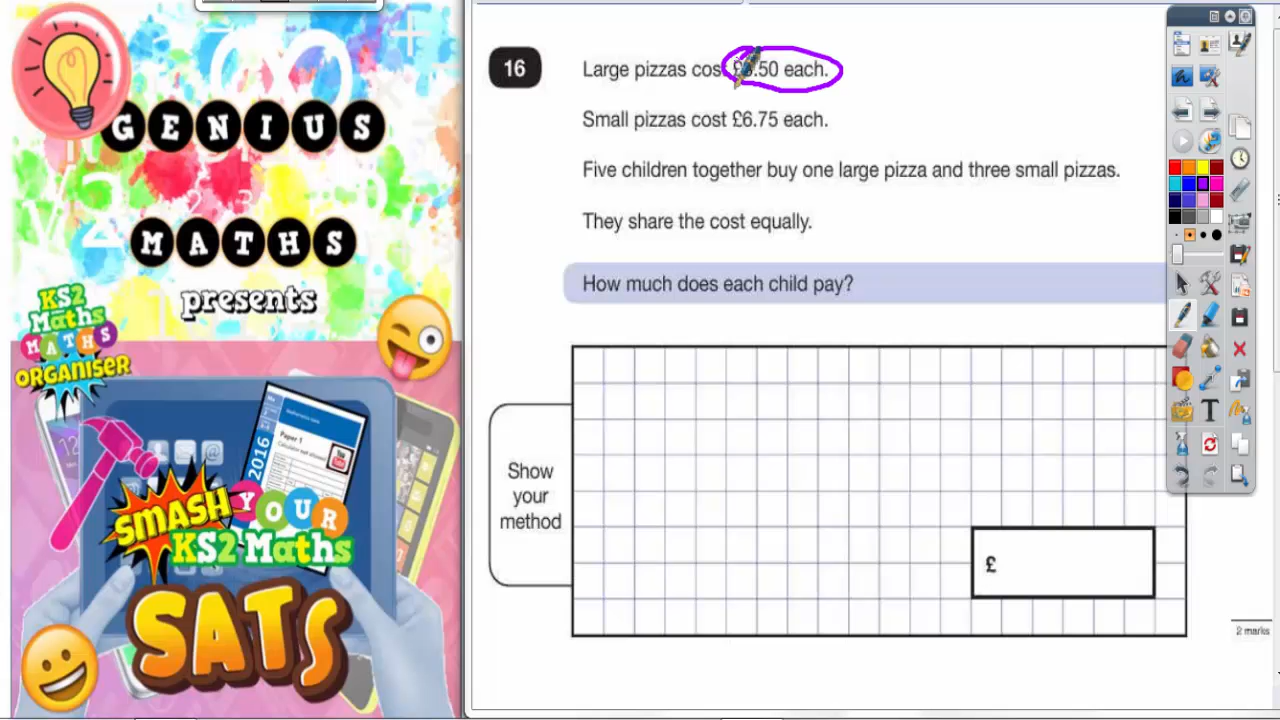 GENIUS
MATHS
presents
KS2
Maths
MATHS
ORGANISER
2016
Paper 1
SMASH YOUR
KS2 Maths
SATS
16
Large pizzas cost .50 each.
Small pizzas cost £6.75 each.
Five children together buy one large pizza and three small pizzas.
They share the cost equally.
How much does each child pay?
Show
your
method
£
2 marks
T